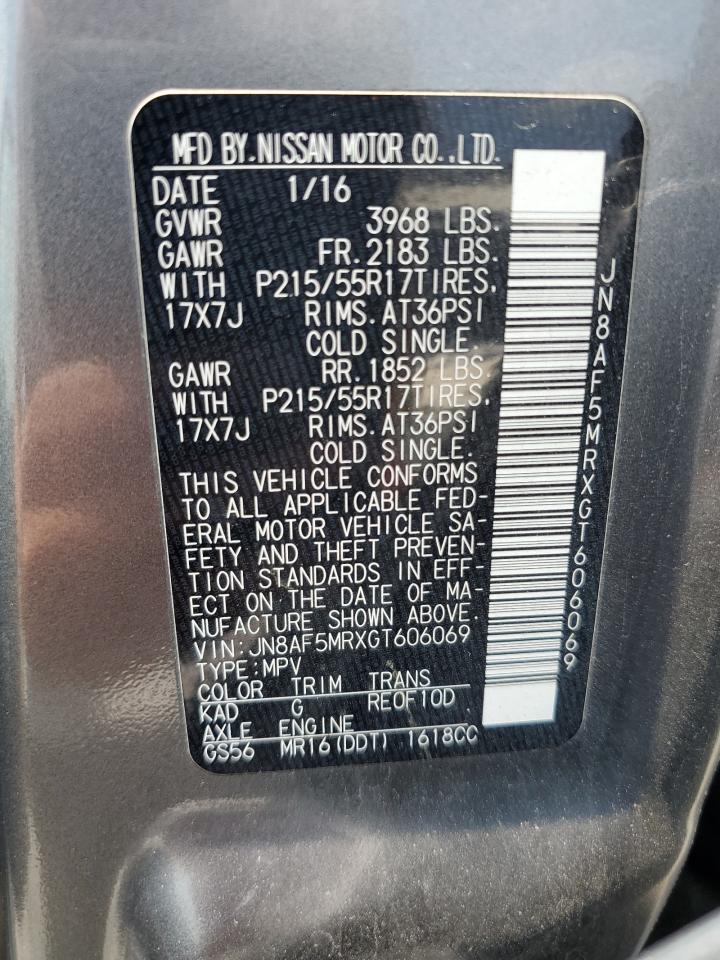 MFD BY.NISSAN MOTOR CO.,LTD.
DATE 1/16
GVWR 3968 LBS.
GAWR FR.2183 LBS.
WITH P215/55R17TIRES,
17X7J RIMS.AT36PSI
COLD SINGLE.
GAWR RR.1852 LBS.
WITH P215/55R17TIRES,
17X7J RIMS.AT36PSI
COLD SINGLE.
THIS VEHICLE CONFORMS
TO ALL APPLICABLE FED-
ERAL MOTOR VEHICLE SA-
FETY AND THEFT PREVEN-
TION STANDARDS IN EFF-
ECT ON THE DATE OF MA-
NUFACTURE SHOWN ABOVE.
VIN:JN8AF5MRXGT606069
TYPE:MPV
COLOR TRIM TRANS
KAD G RE0F10D
AXLE ENGINE
GS56 MR16(DDT) 1618CC
JN8AF5MRXGT606069